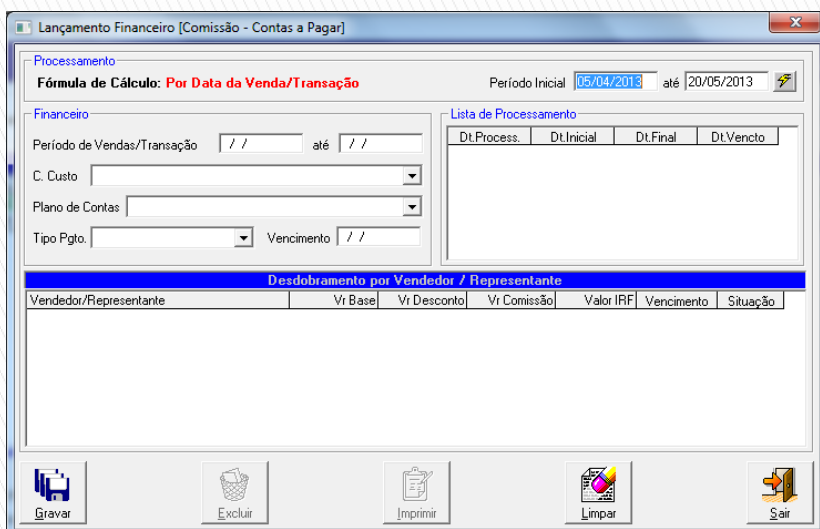 Lançamento Financeiro [Comissão - Contas a Pagar]
Processamento
Fórmula de Cálculo: Por Data da Venda/Transação Período Inicial 05/04/2013 até 20/05/2013
Financeiro
Período de Vendas/Transação / / até / /
C. Custo
Plano de Contas
Tipo Pgto. Vencimento / /
Lista de Processamento
Dt.Process. Dt.Inicial Dt.Final Dt.Vencto
Desdobramento por Vendedor / Representante
Vendedor/Representante Vr Base Vr Desconto Vr Comissão Valor IRF Vencimento Situação
Gravar Excluir Imprimir Limpar Sair